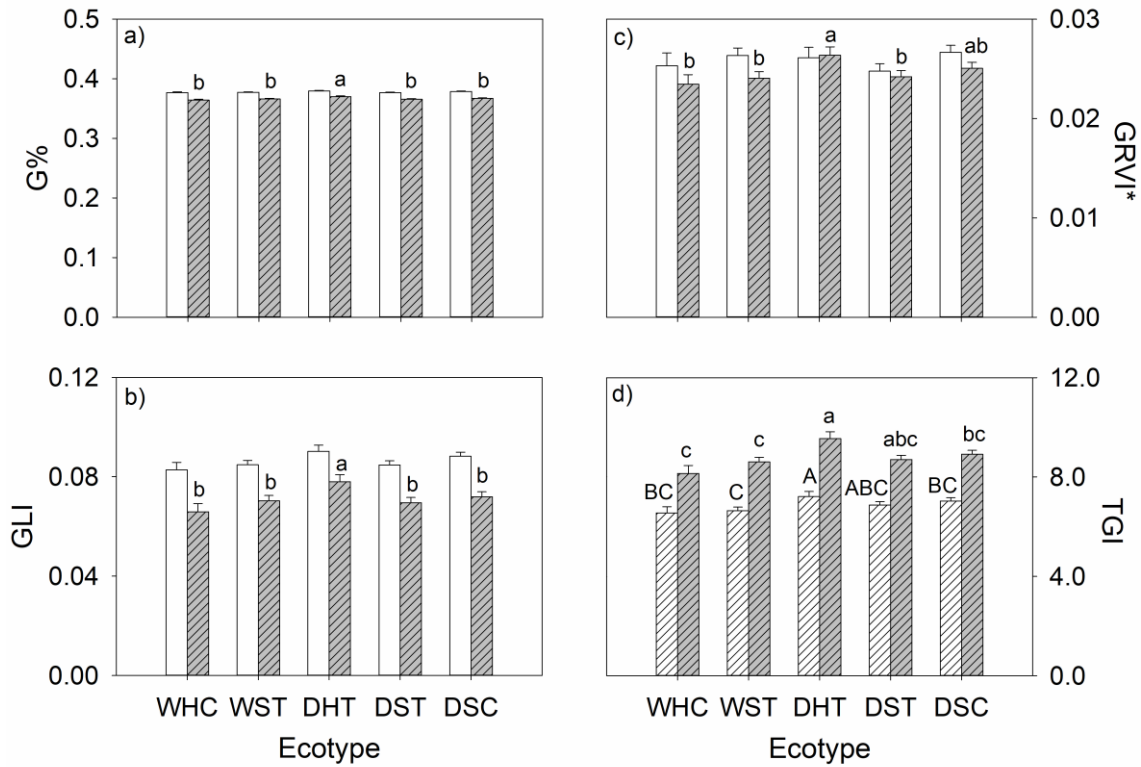 a)
0.5
0.4
0.3
0.2
0.1
0.0
G%
b b a b b
c)
0.03
0.02
0.01
0.00
GRVI*
b b a b ab
b)
0.12
0.08
0.04
0.00
GLI
b b a b b
WHC WST DHT DST DSC
Ecotype
d)
12.0
8.0
4.0
0.0
TGI
c c a abc bc
BC C A ABC BC
WHC WST DHT DST DSC
Ecotype